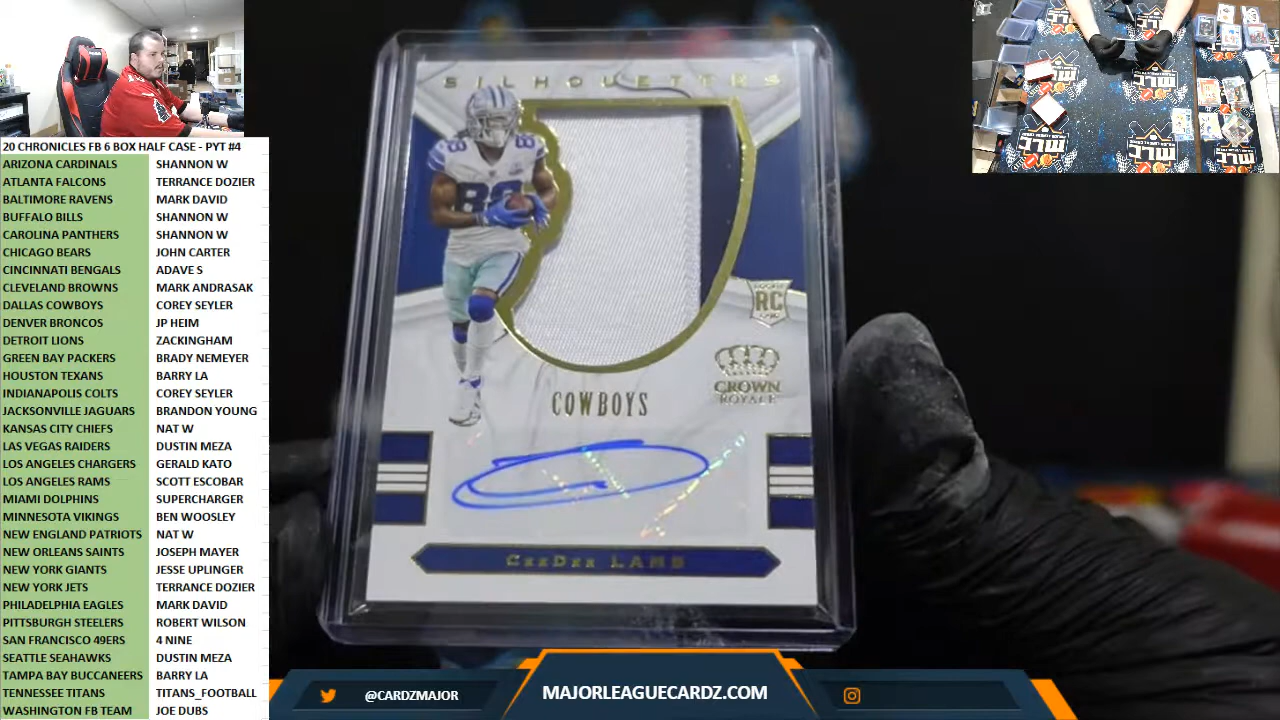 20 CHRONICLES FB 6 BOX HALF CASE - PYT #4
ARIZONA CARDINALS SHANNON W
ATLANTA FALCONS TERRANCE DOZIER
BALTIMORE RAVENS MARK DAVID
BUFFALO BILLS SHANNON W
CAROLINA PANTHERS SHANNON W
CHICAGO BEARS JOHN CARTER
CINCINNATI BENGALS ADAVE S
CLEVELAND BROWNS MARK ANDRASAK
DALLAS COWBOYS COREY SEYLER
DENVER BRONCOS JP HEIM
DETROIT LIONS ZACKINGHAM
GREEN BAY PACKERS BRADY NEMEYER
HOUSTON TEXANS BARRY LA
INDIANAPOLIS COLTS COREY SEYLER
JACKSONVILLE JAGUARS BRANDON YOUNG
KANSAS CITY CHIEFS NAT W
LAS VEGAS RAIDERS DUSTIN MEZA
LOS ANGELES CHARGERS GERALD KATO
LOS ANGELES RAMS SCOTT ESCOBAR
MIAMI DOLPHINS SUPERCHARGER
MINNESOTA VIKINGS BEN WOOSLEY
NEW ENGLAND PATRIOTS NAT W
NEW ORLEANS SAINTS JOSEPH MAYER
NEW YORK GIANTS JESSE UPLINGER
NEW YORK JETS TERRANCE DOZIER
PHILADELPHIA EAGLES MARK DAVID
PITTSBURGH STEELERS ROBERT WILSON
SAN FRANCISCO 49ERS 4 NINE
SEATTLE SEAHAWKS DUSTIN MEZA
TAMPA BAY BUCCANEERS BARRY LA
TENNESSEE TITANS TITANS_FOOTBALL
WASHINGTON FB TEAM JOE DUBS
SILHOUETTES
88
RC
CROWN
ROYALE
COWBOYS
CEEDEE LAMB
@CARDZMAJOR
MAJORLEAGUECARDZ.COM
MLC